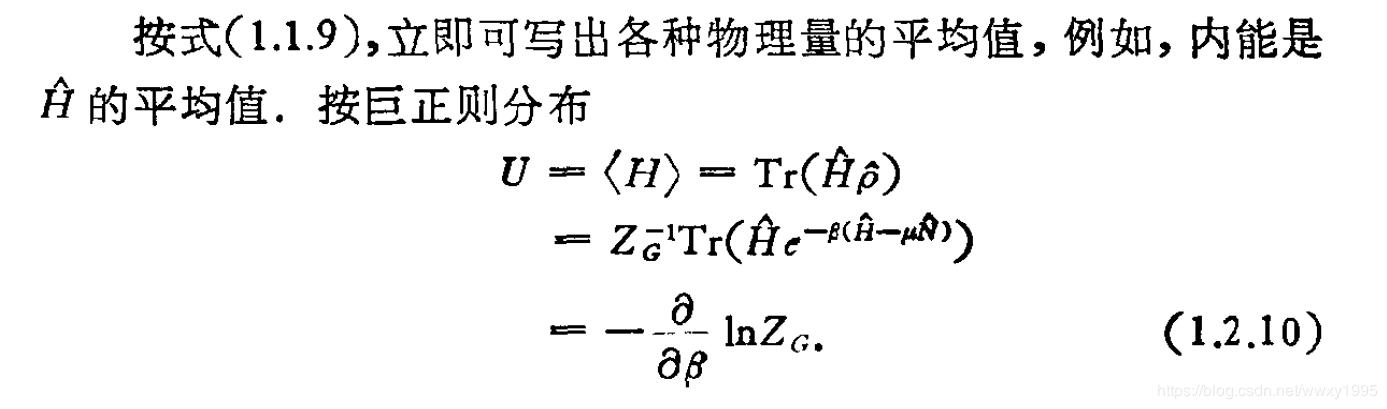 按式(1.1.9),立即可写出各种物理量的平均值,例如,内能是
Ĥ 的平均值. 按巨正则分布
U = ⟨H⟩ = Tr(Ĥρ̂)
= Z_G^{-1}Tr(Ĥe^{-β(Ĥ-μN̂)})
= -∂/∂β lnZ_G. (1.2.10)
https://blog.csdn.net/wwxy1995